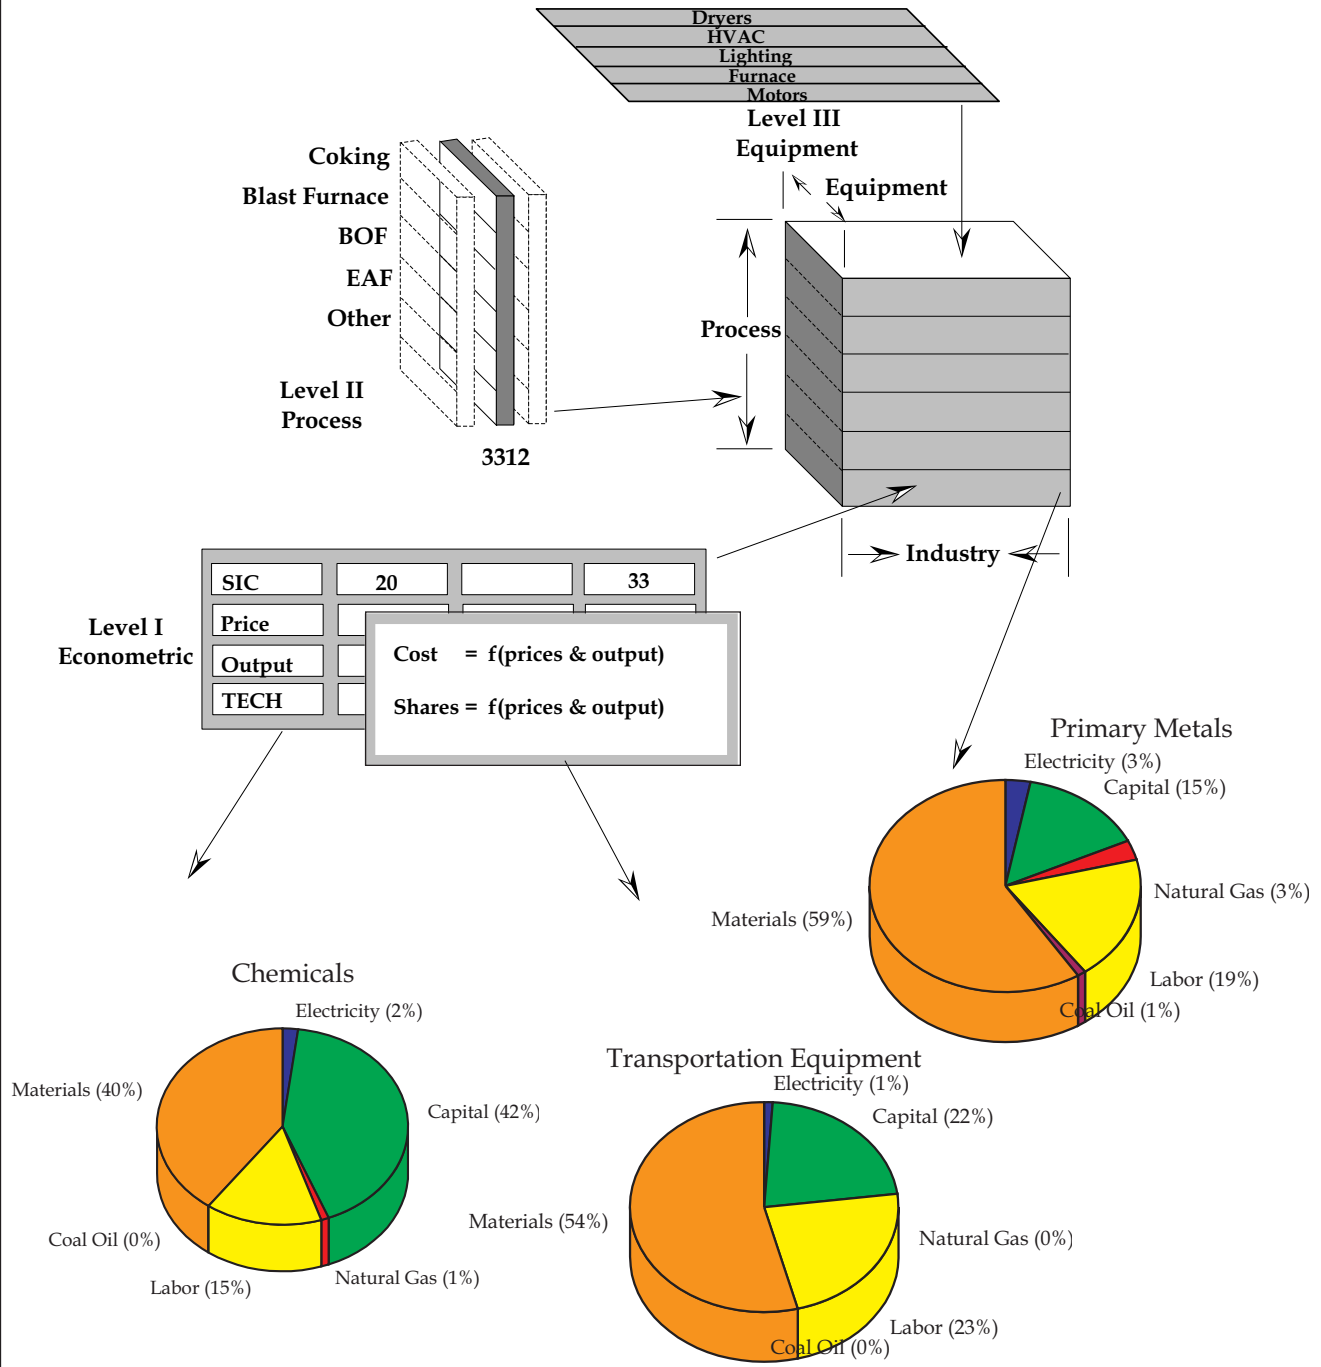 Dryers
HVAC
Lighting
Furnace
Motors
Level III
Equipment
Equipment
Coking
Blast Furnace
BOF
EAF
Other
Level II
Process
3312
Process
Industry
Level I
Econometric
SIC 20 33
Price
Output
TECH
Cost = f(prices & output)
Shares = f(prices & output)
Primary Metals
Electricity (3%)
Capital (15%)
Natural Gas (3%)
Materials (59%)
Labor (19%)
Coal Oil (1%)
Chemicals
Electricity (2%)
Materials (40%)
Capital (42%)
Coal Oil (0%)
Labor (15%)
Natural Gas (1%)
Transportation Equipment
Electricity (1%)
Capital (22%)
Materials (54%)
Natural Gas (0%)
Labor (23%)
Coal Oil (0%)